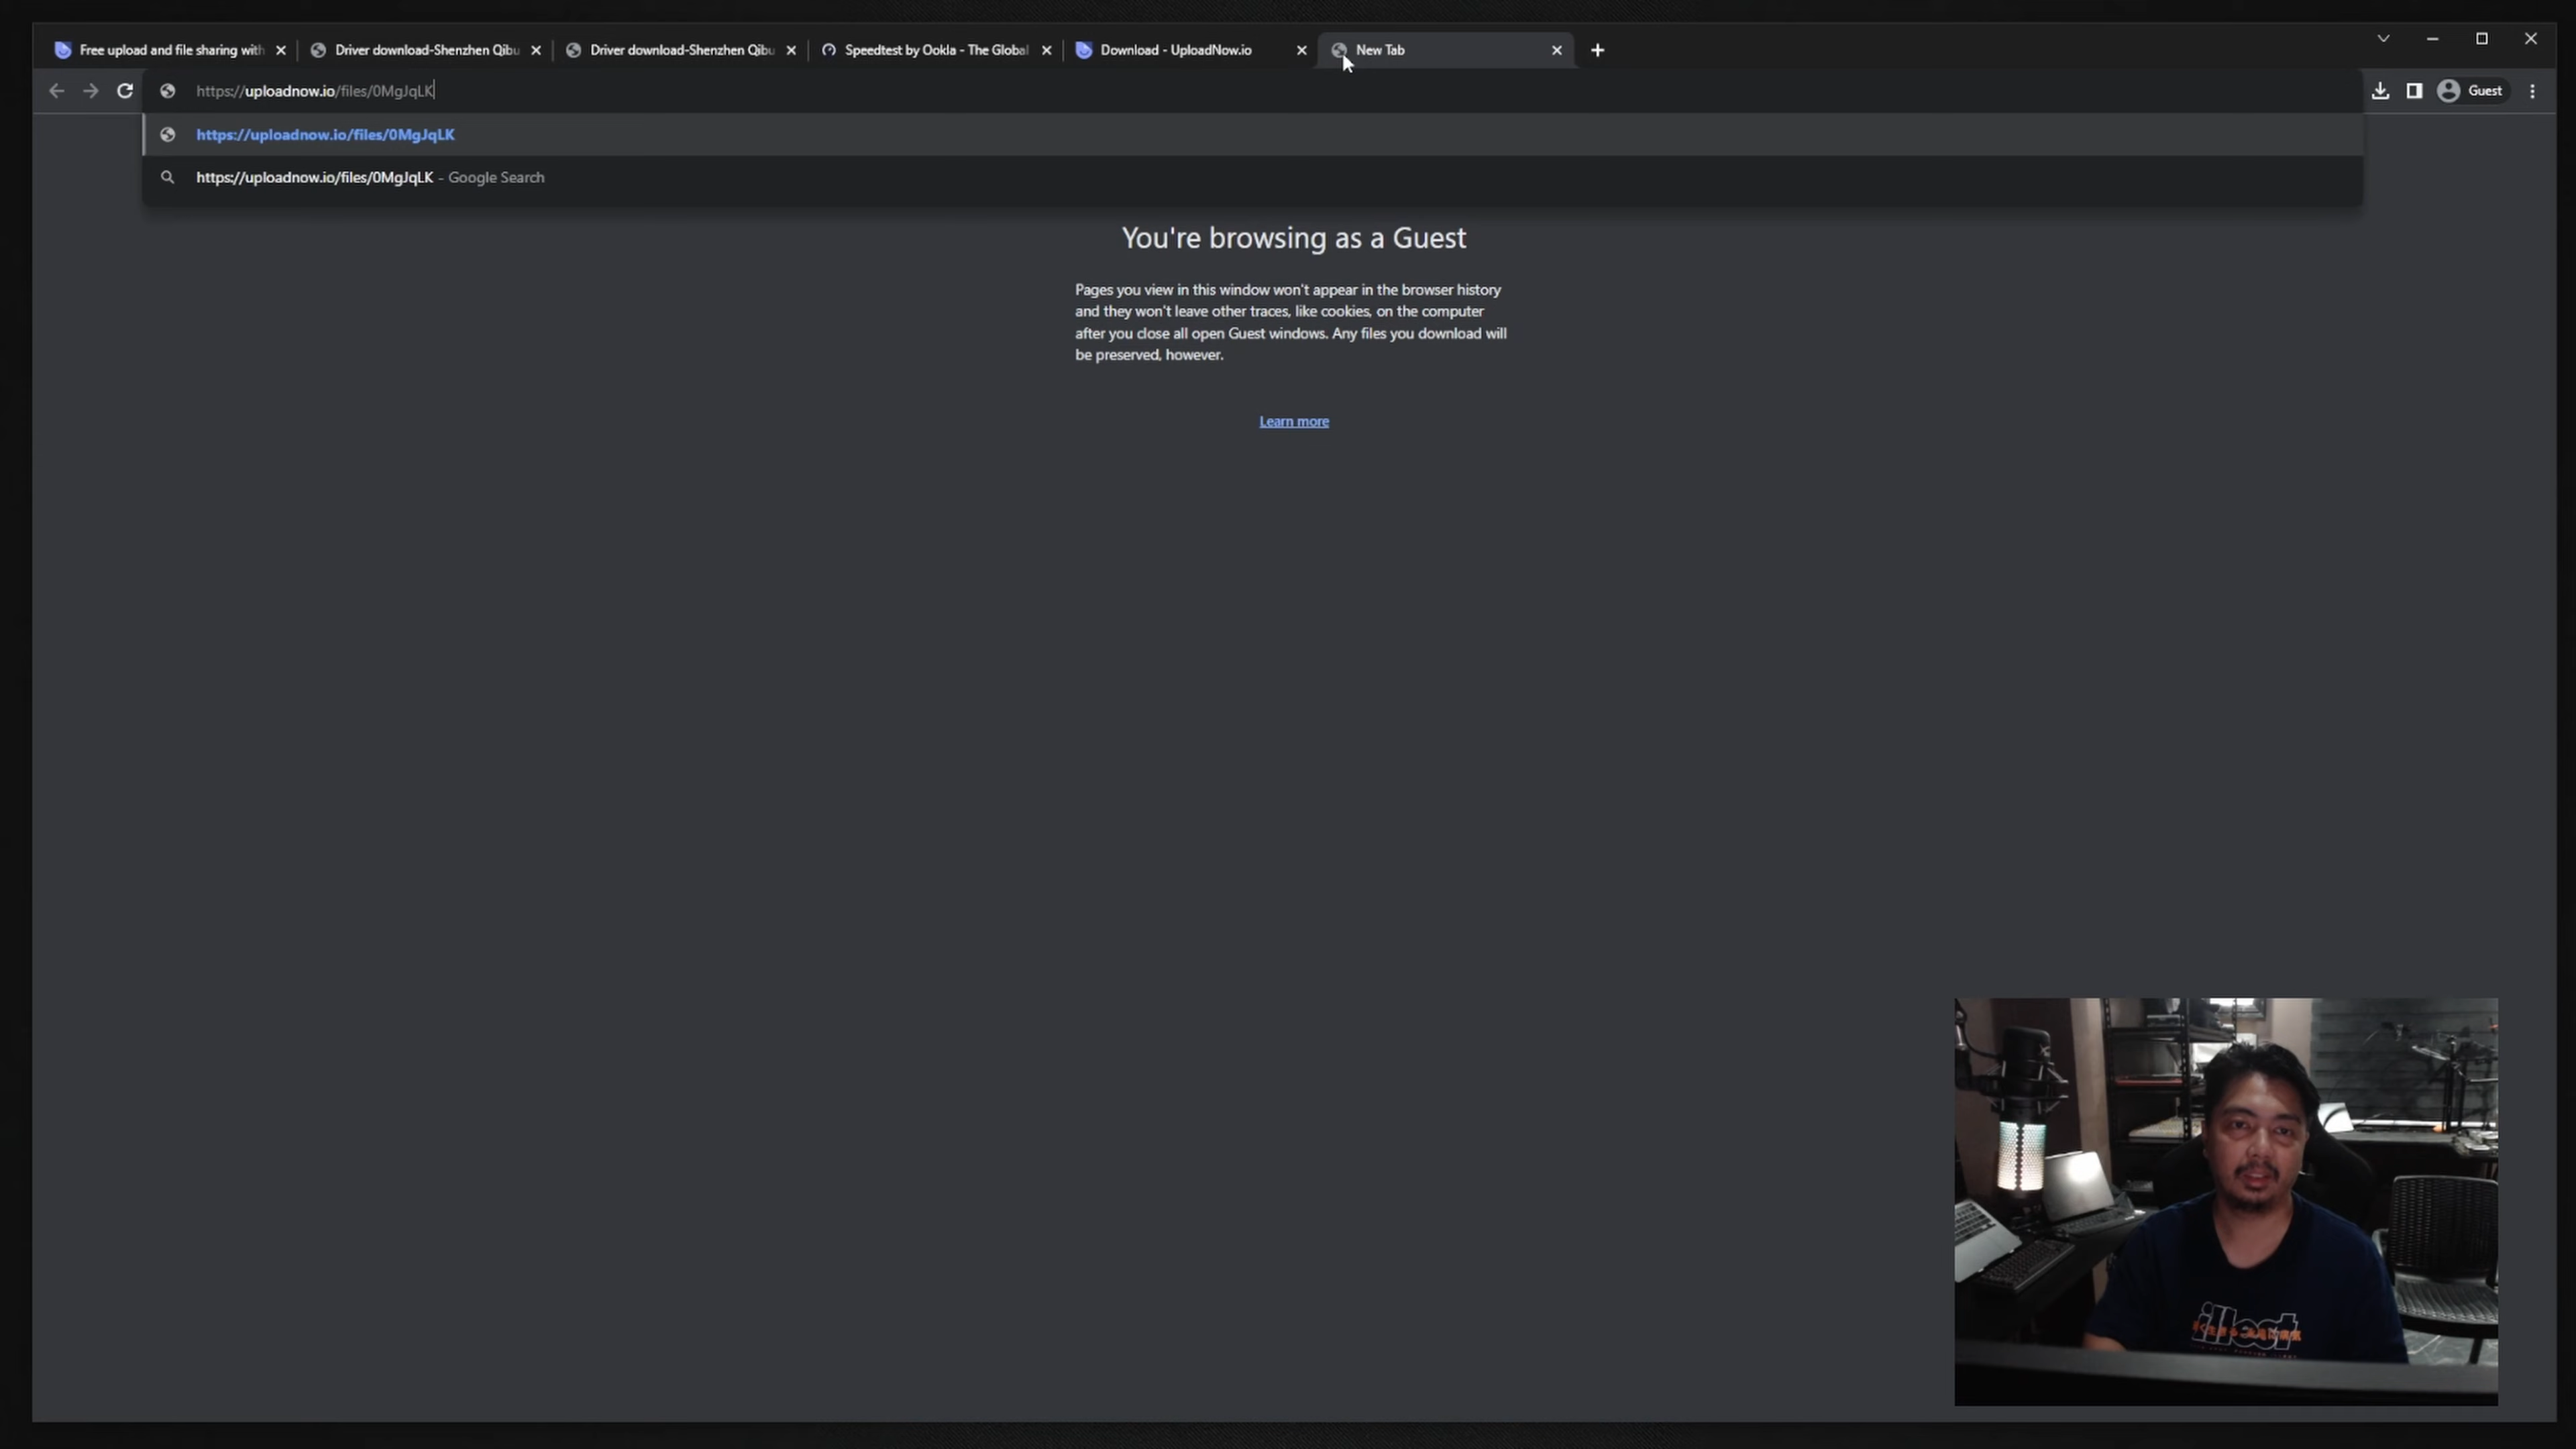 Free upload and file sharing with
Driver download-Shenzhen Qibu
Driver download-Shenzhen Qibu
Speedtest by Ookla - The Global
Download - UploadNow.io
New Tab
https://uploadnow.io/files/0MgJqLK
Guest
https://uploadnow.io/files/0MgJqLK
https://uploadnow.io/files/0MgJqLK - Google Search
You're browsing as a Guest
Pages you view in this window won't appear in the browser history
and they won't leave other traces, like cookies, on the computer
after you close all open Guest windows. Any files you download will
be preserved, however.
Learn more
illest